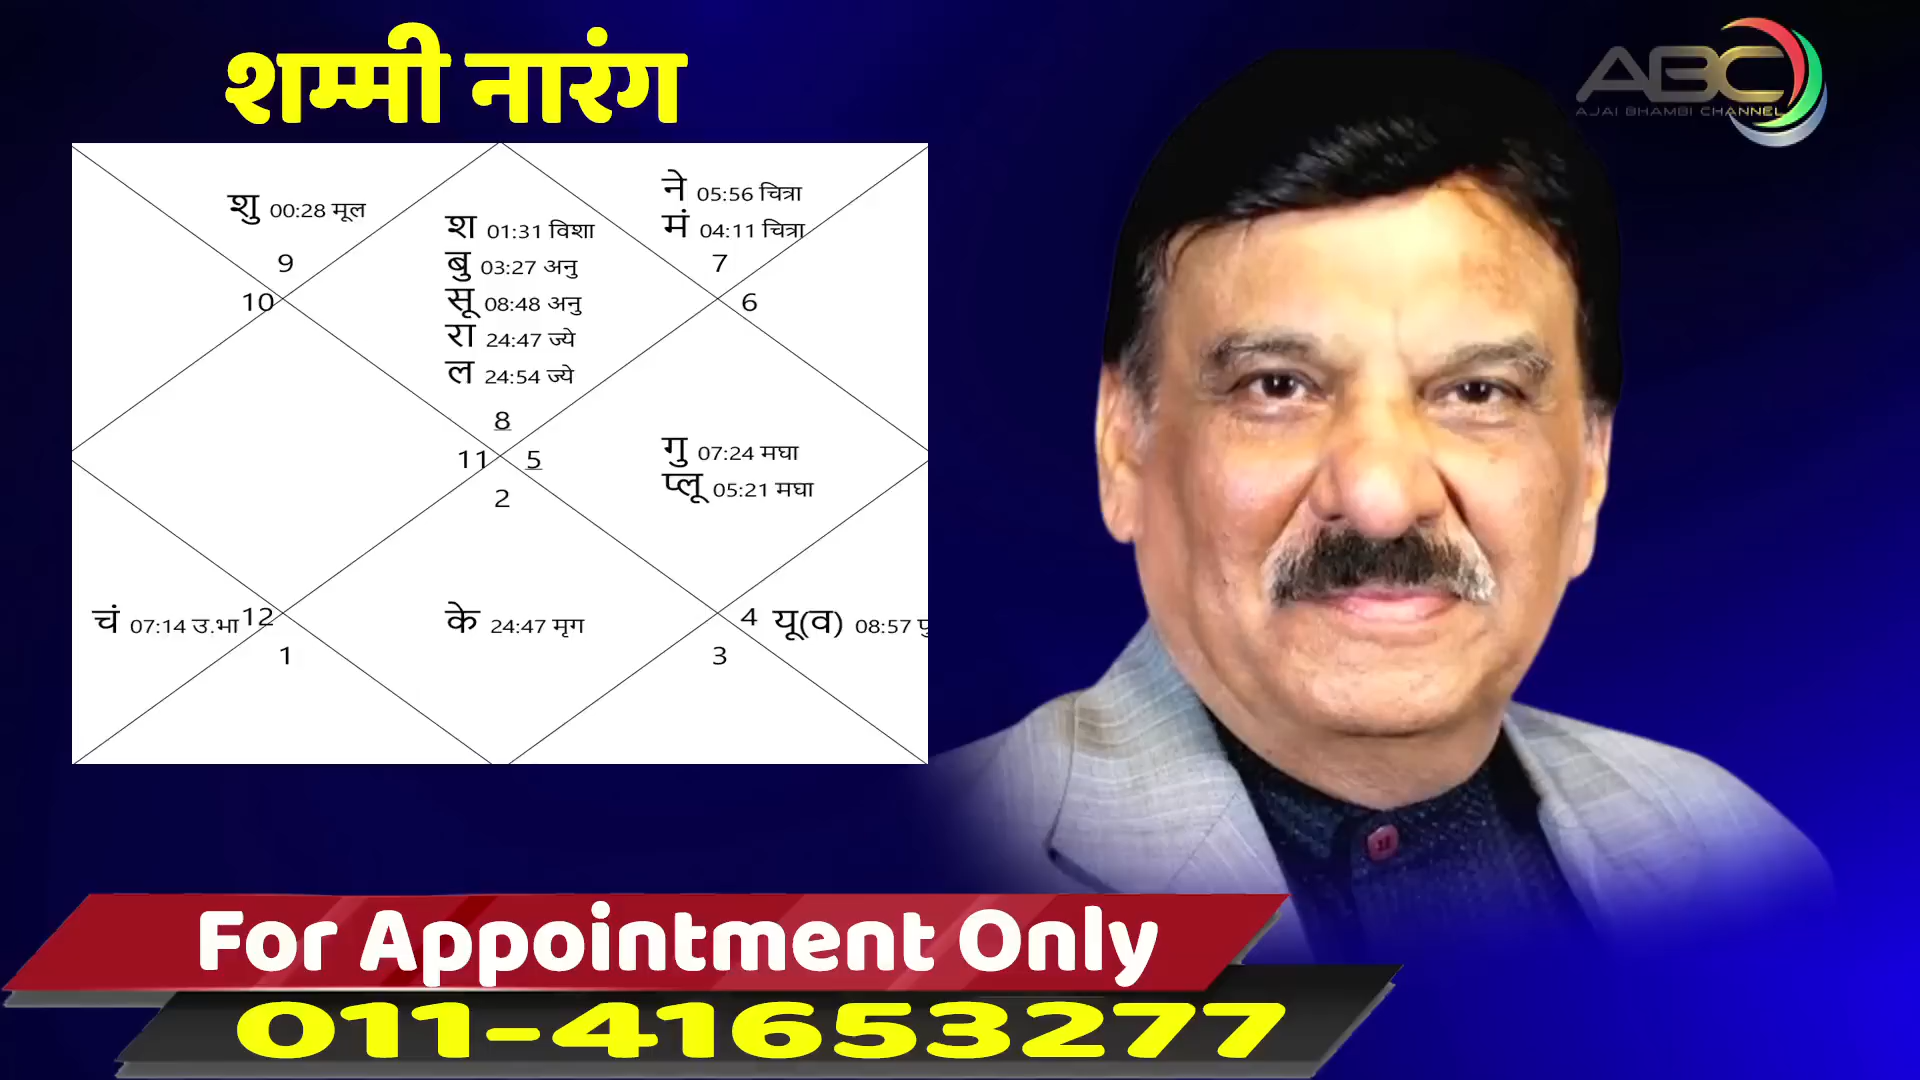 शम्मी नारंग
ABC
AJAI BHAMBI CHANNEL
शु 00:28 मूल
9
10
श 01:31 विशा
बु 03:27 अनु
सू 08:48 अनु
रा 24:47 ज्ये
ल 24:54 ज्ये
8
ने 05:56 चित्रा
मं 04:11 चित्रा
7
6
11
5
2
गु 07:24 मघा
प्लू 05:21 मघा
चं 07:14 उ.भा
12
1
के 24:47 मृग
4
यू(व) 08:57
3
For Appointment Only
011-41653277